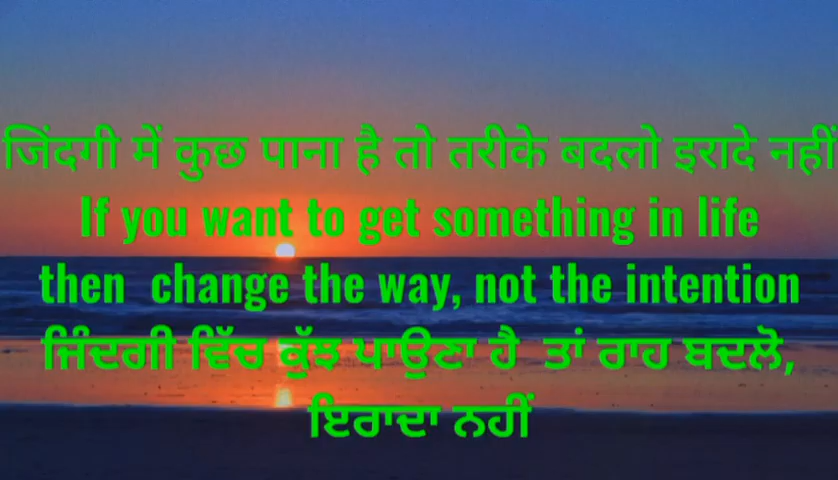 जिंदगी में कुछ पाना है तो तरीके बदलो इरादे नहीं
If you want to get something in life
then  change the way, not the intention
ਜਿੰਦਗੀ ਵਿੱਚ ਕੁੱਝ ਪਾਉਣਾ ਹੈ  ਤਾਂ ਰਾਹ ਬਦਲੋ,
ਇਰਾਦਾ ਨਹੀਂ